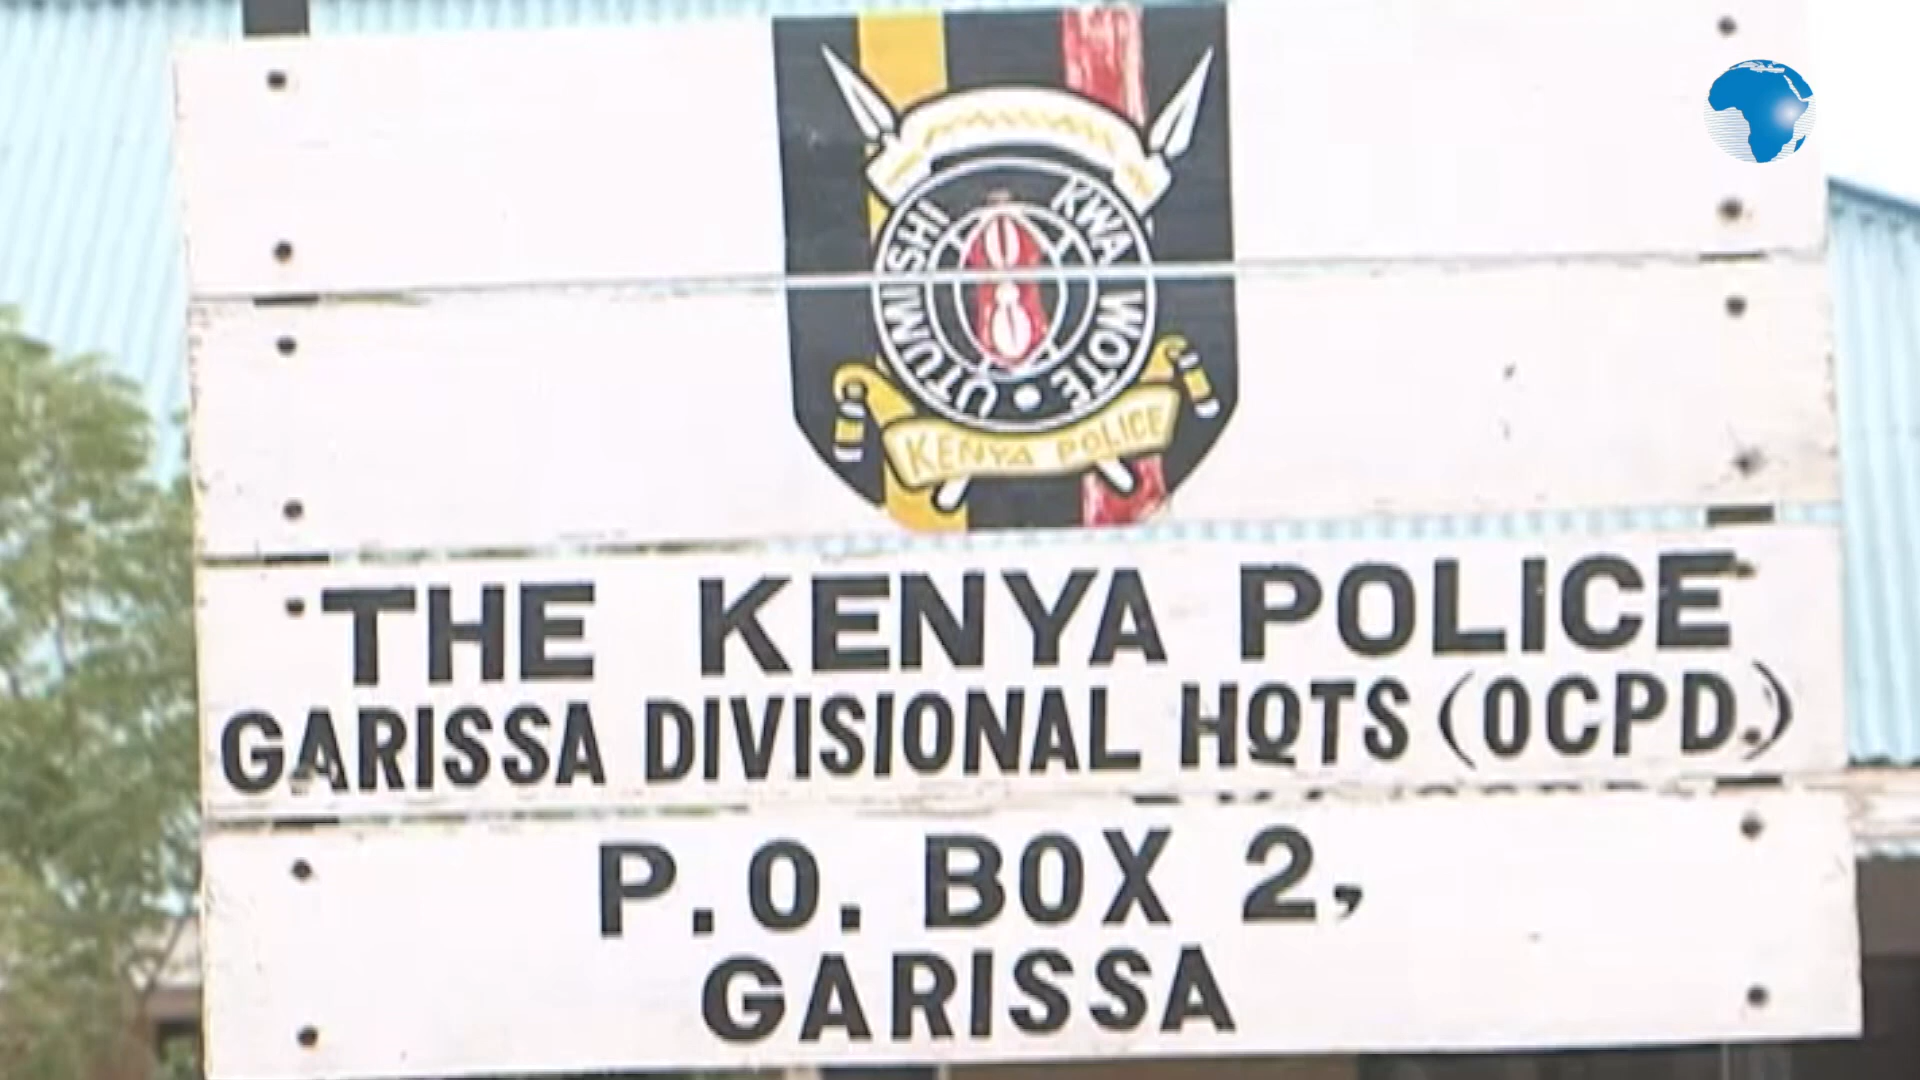 UTUMISHI KWA WOTE
KENYA POLICE
THE KENYA POLICE
GARISSA DIVISIONAL HQTS (OCPD.)
P.O. BOX 2,
GARISSA